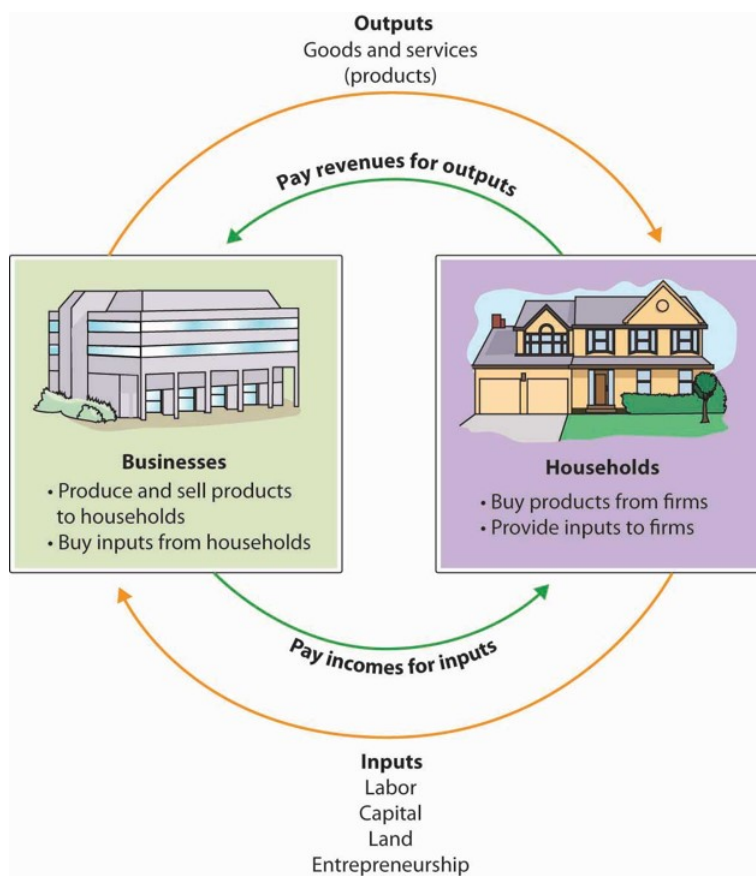 Outputs
Goods and services
(products)
Pay revenues for outputs
Businesses
• Produce and sell products
to households
• Buy inputs from households
Households
• Buy products from firms
• Provide inputs to firms
Pay incomes for inputs
Inputs
Labor
Capital
Land
Entrepreneurship